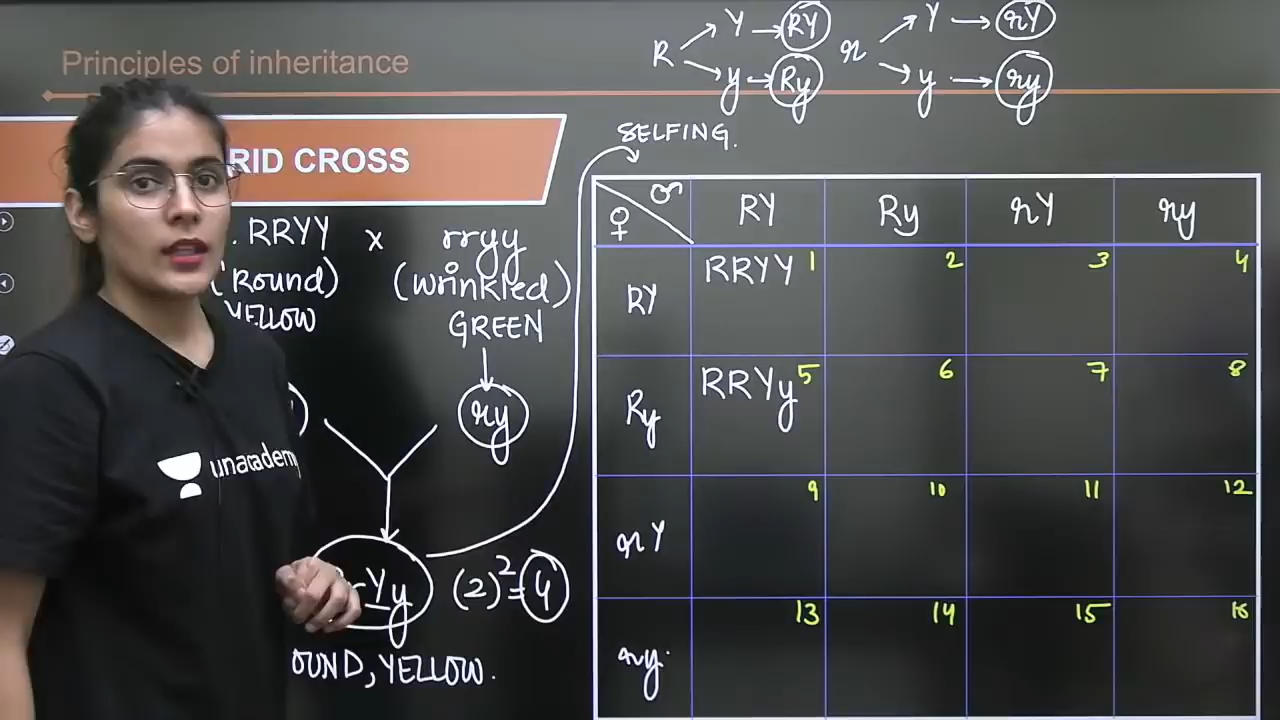 Principles of inheritance
RID CROSS
R Y RY
y Ry
r Y rY
y ry
SELFING.
. RRYY x rryy
(Round) (wrinkled)
YELLOW GREEN
ry
unacademy
rYy (2)²=4
OUND, YELLOW.
♀ ♂ RY Ry rY ry
RY RRYY 1 2 3 4
Ry RRYy 5 6 7 8
rY 9 10 11 12
ry. 13 14 15 16